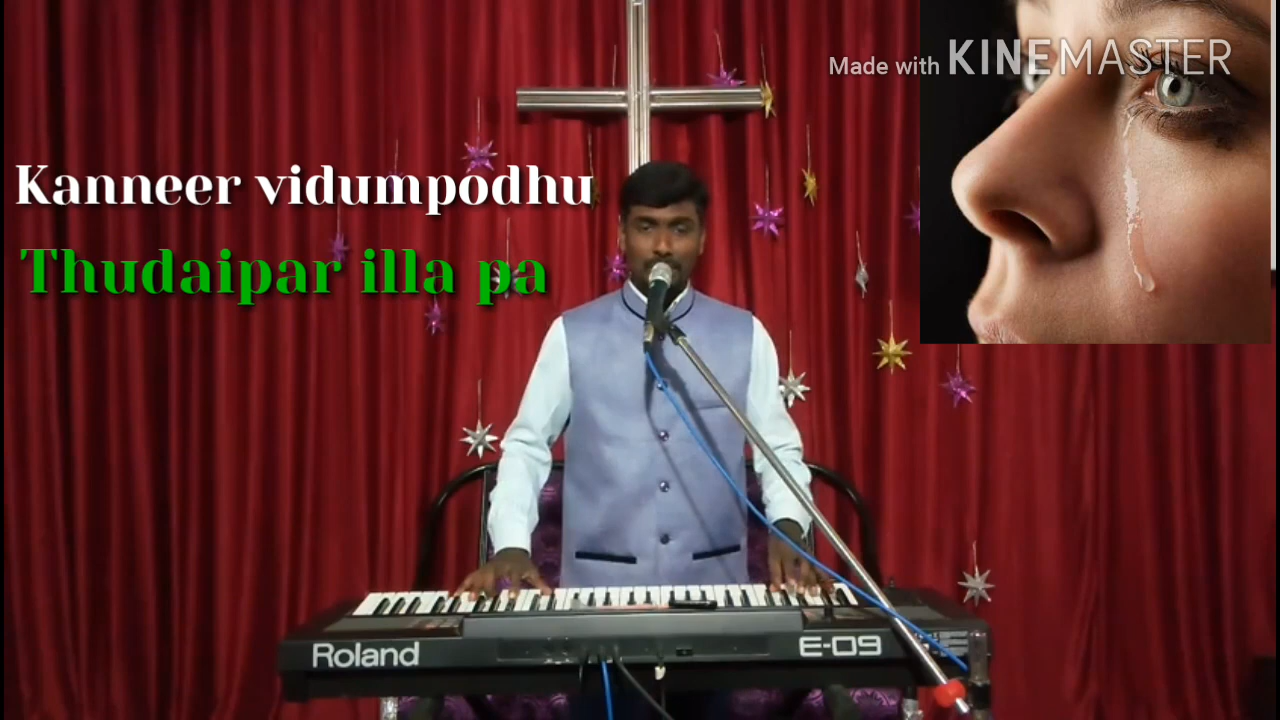 Made with KINEMASTER
Kanneer vidumpodhu
Thudaipar illa pa
Roland
E-09